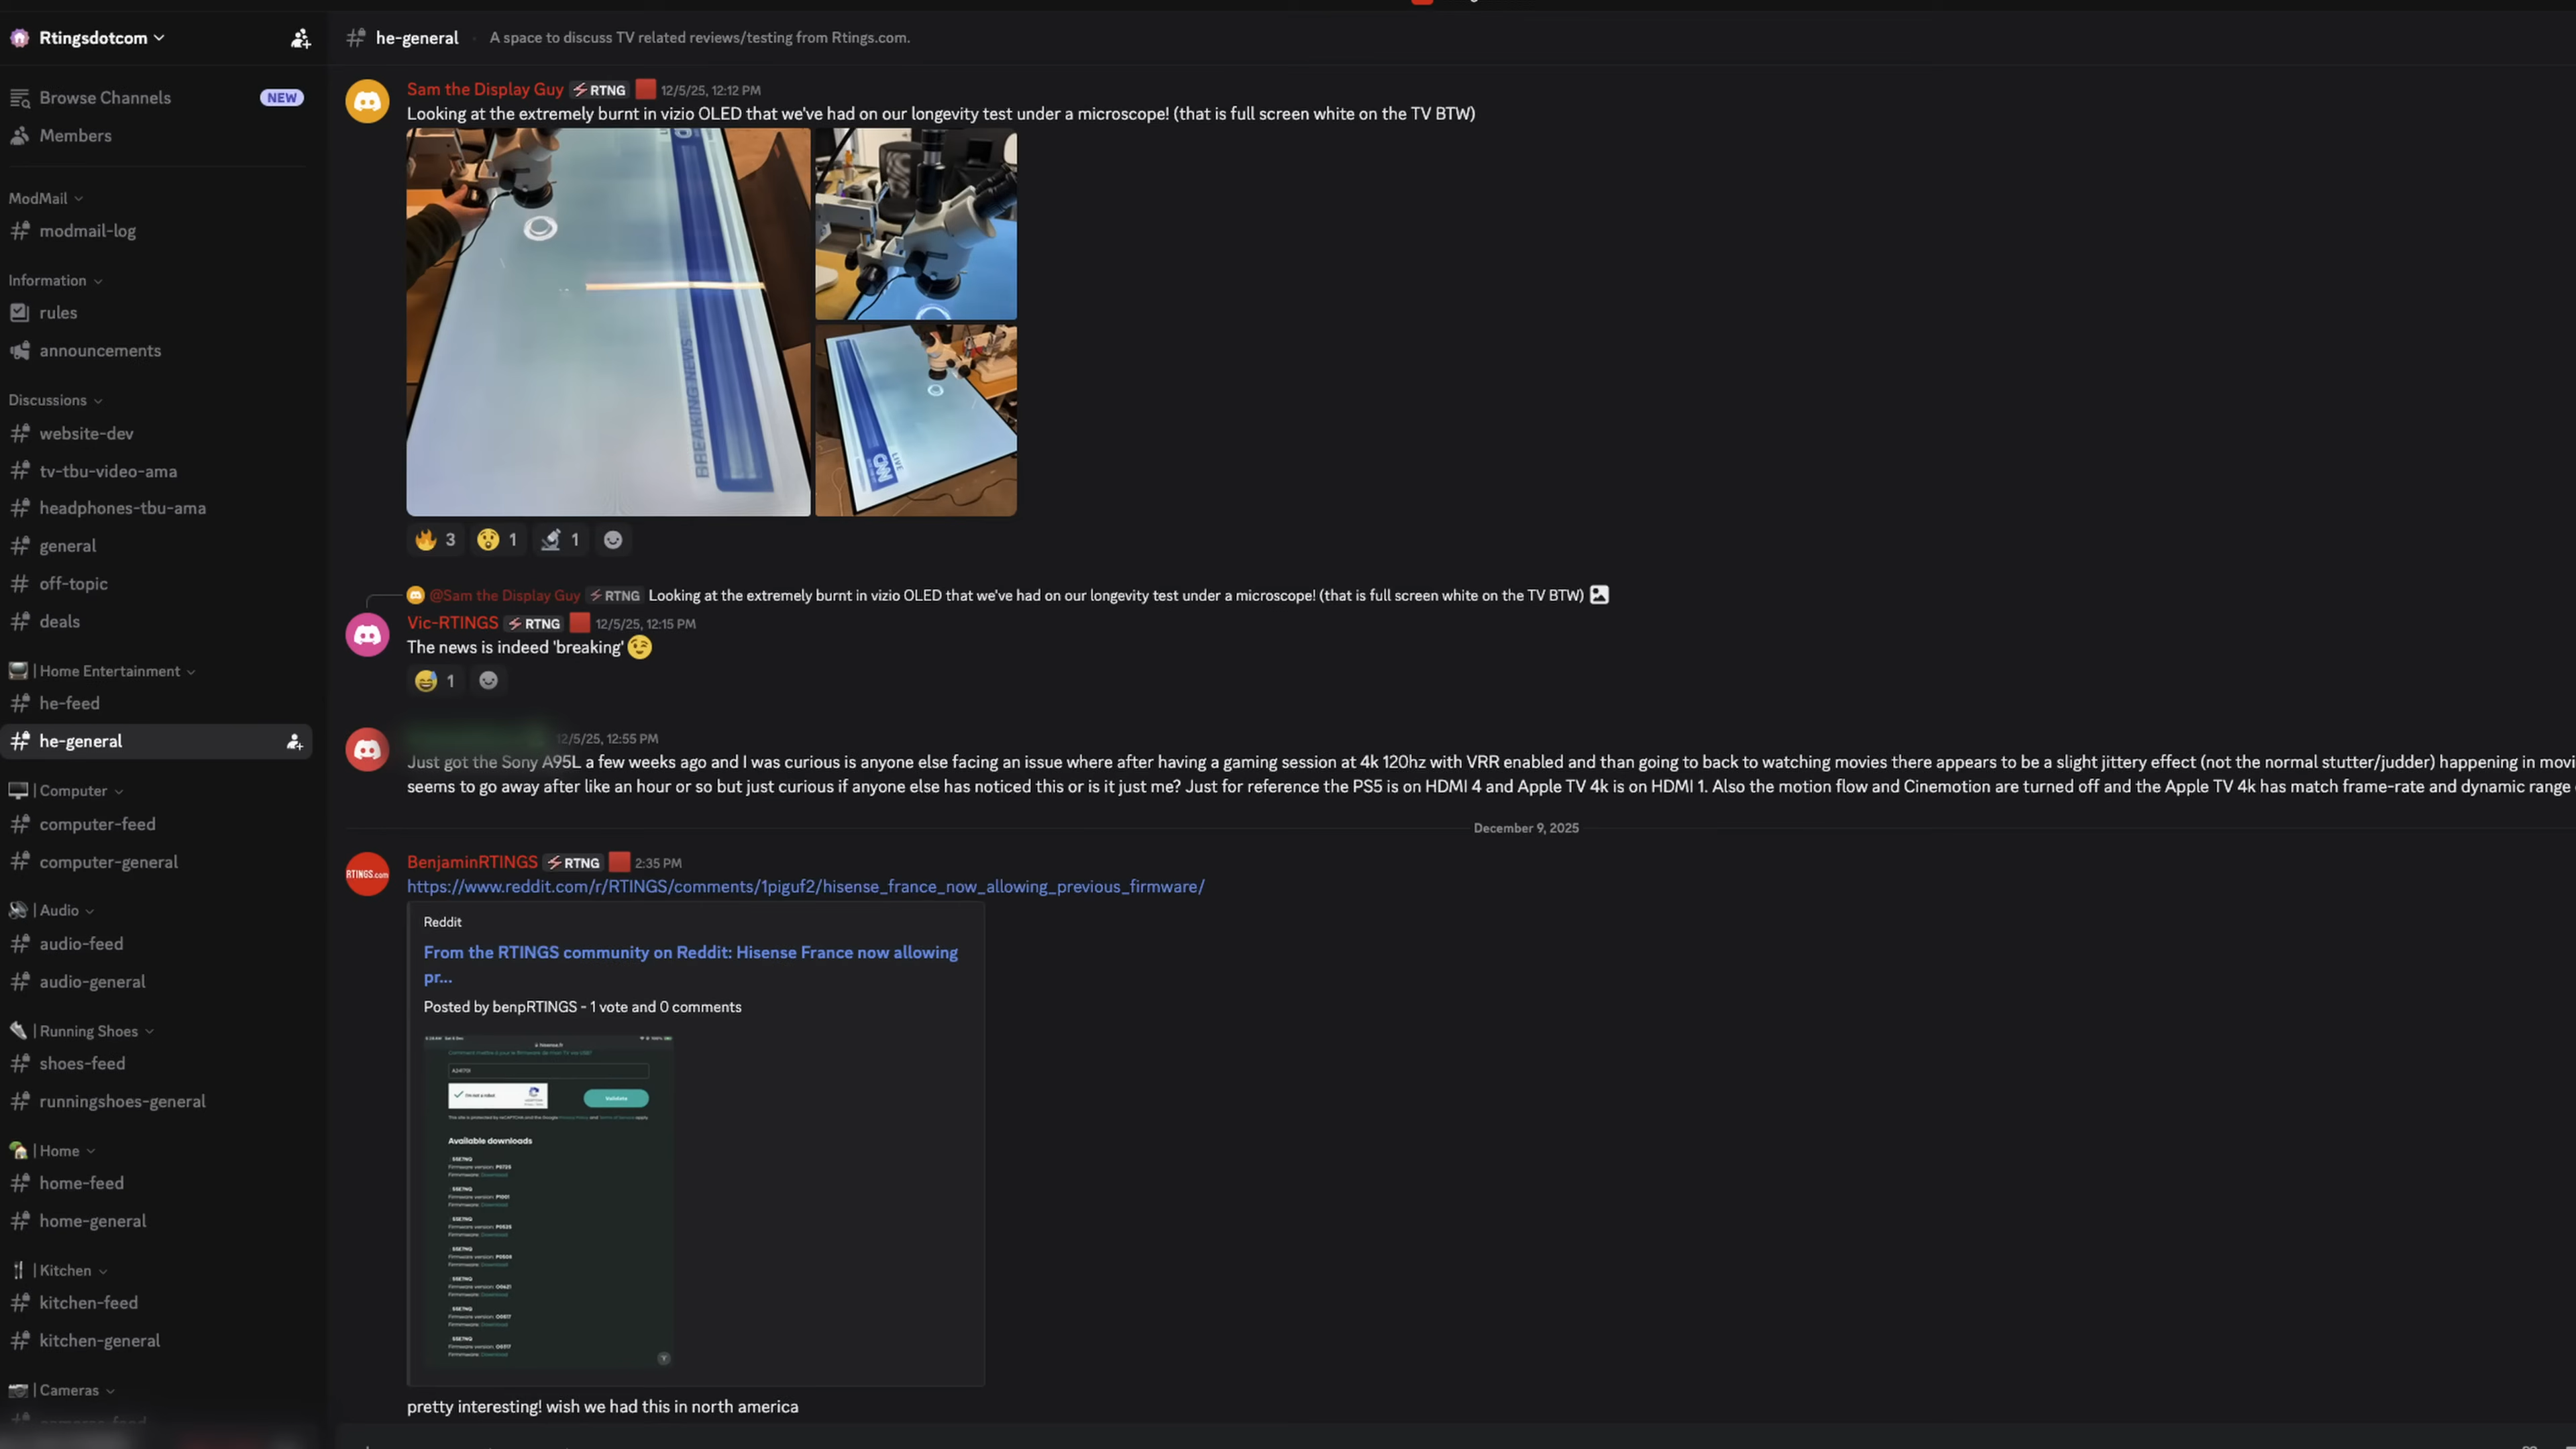 Rtingsdotcom
Browse Channels
NEW
Members
ModMail
modmail-log
Information
rules
announcements
Discussions
website-dev
tv-tbu-video-ama
headphones-tbu-ama
general
off-topic
deals
| Home Entertainment
he-feed
he-general
| Computer
computer-feed
computer-general
| Audio
audio-feed
audio-general
| Running Shoes
shoes-feed
runningshoes-general
| Home
home-feed
home-general
| Kitchen
kitchen-feed
kitchen-general
| Cameras
he-general
A space to discuss TV related reviews/testing from Rtings.com.
Sam the Display Guy RTNG 12/5/25, 12:12 PM
Looking at the extremely burnt in vizio OLED that we've had on our longevity test under a microscope! (that is full screen white on the TV BTW)
BREAKING NEWS
LIVE
CNN
3 1 1
@Sam the Display Guy RTNG Looking at the extremely burnt in vizio OLED that we've had on our longevity test under a microscope! (that is full screen white on the TV BTW)
Vic-RTINGS RTNG 12/5/25, 12:15 PM
The news is indeed 'breaking' 😉
1
12/5/25, 12:55 PM
Just got the Sony A95L a few weeks ago and I was curious is anyone else facing an issue where after having a gaming session at 4k 120hz with VRR enabled and than going to back to watching movies there appears to be a slight jittery effect (not the normal stutter/judder) happening in movi
seems to go away after like an hour or so but just curious if anyone else has noticed this or is it just me? Just for reference the PS5 is on HDMI 4 and Apple TV 4k is on HDMI 1. Also the motion flow and Cinemotion are turned off and the Apple TV 4k has match frame-rate and dynamic range
December 9, 2025
RTINGS.com
BenjaminRTINGS RTNG 2:35 PM
https://www.reddit.com/r/RTINGS/comments/1piguf2/hisense_france_now_allowing_previous_firmware/
Reddit
From the RTINGS community on Reddit: Hisense France now allowing
pr...
Posted by benpRTINGS - 1 vote and 0 comments
I'm not a robot
Validate
Available downloads
Firmware version:
Firmware: Download
pretty interesting! wish we had this in north america